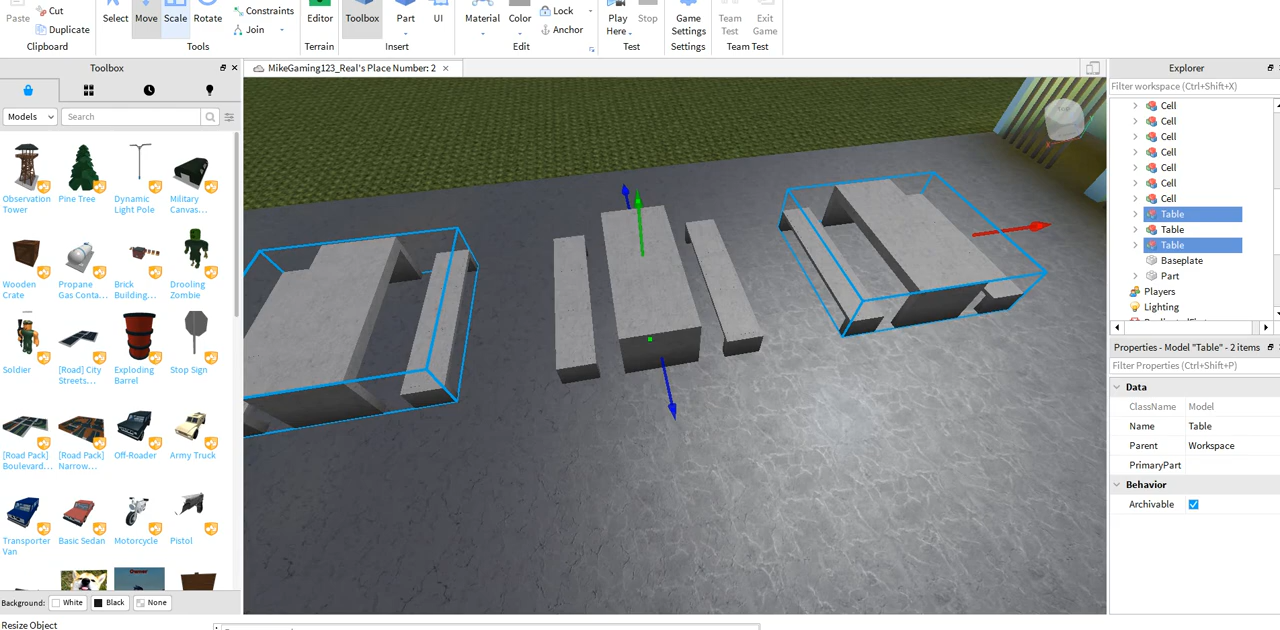 Paste
Cut
Duplicate
Clipboard
Select
Move
Scale
Rotate
Constraints
Join
Tools
Editor
Terrain
Toolbox
Part
UI
Insert
Material
Color
Lock
Anchor
Edit
Play
Here
Stop
Test
Game
Settings
Settings
Team
Test
Exit
Game
Team Test
Toolbox
Models
Search
Observation
Tower
Pine Tree
Dynamic
Light Pole
Military
Canvas...
Wooden
Crate
Propane
Gas Conta...
Brick
Building...
Drooling
Zombie
Soldier
[Road] City
Streets...
Exploding
Barrel
Stop Sign
[Road Pack]
Boulevard...
[Road Pack]
Narrow...
Off-Roader
Army Truck
Transporter
Van
Basic Sedan
Motorcycle
Pistol
Background:
White
Black
None
Resize Object
MikeGaming123_Real's Place Number: 2
Explorer
Filter workspace (Ctrl+Shift+X)
Cell
Cell
Cell
Cell
Cell
Cell
Cell
Table
Table
Table
Baseplate
Part
Players
Lighting
Properties - Model "Table" - 2 items
Filter Properties (Ctrl+Shift+P)
Data
ClassName Model
Name Table
Parent Workspace
PrimaryPart
Behavior
Archivable